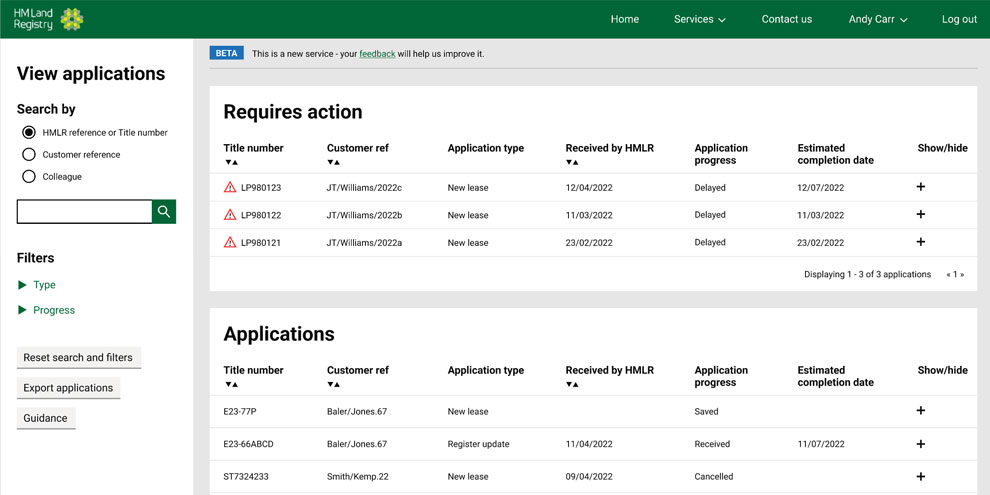 HM Land
Registry
Home Services Contact us Andy Carr Log out
View applications
Search by
HMLR reference or Title number
Customer reference
Colleague
Filters
Type
Progress
Reset search and filters
Export applications
Guidance
BETA This is a new service - your feedback will help us improve it.
Requires action
Title number Customer ref Application type Received by HMLR Application progress Estimated completion date Show/hide
LP980123 JT/Williams/2022c New lease 12/04/2022 Delayed 12/07/2022 +
LP980122 JT/Williams/2022b New lease 11/03/2022 Delayed 11/03/2022 +
LP980121 JT/Williams/2022a New lease 23/02/2022 Delayed 23/02/2022 +
Displaying 1 - 3 of 3 applications « 1 »
Applications
Title number Customer ref Application type Received by HMLR Application progress Estimated completion date Show/hide
E23-77P Baler/Jones.67 New lease Saved +
E23-66ABCD Baler/Jones.67 Register update 11/04/2022 Received 11/07/2022 +
ST7324233 Smith/Kemp.22 New lease 09/04/2022 Cancelled +